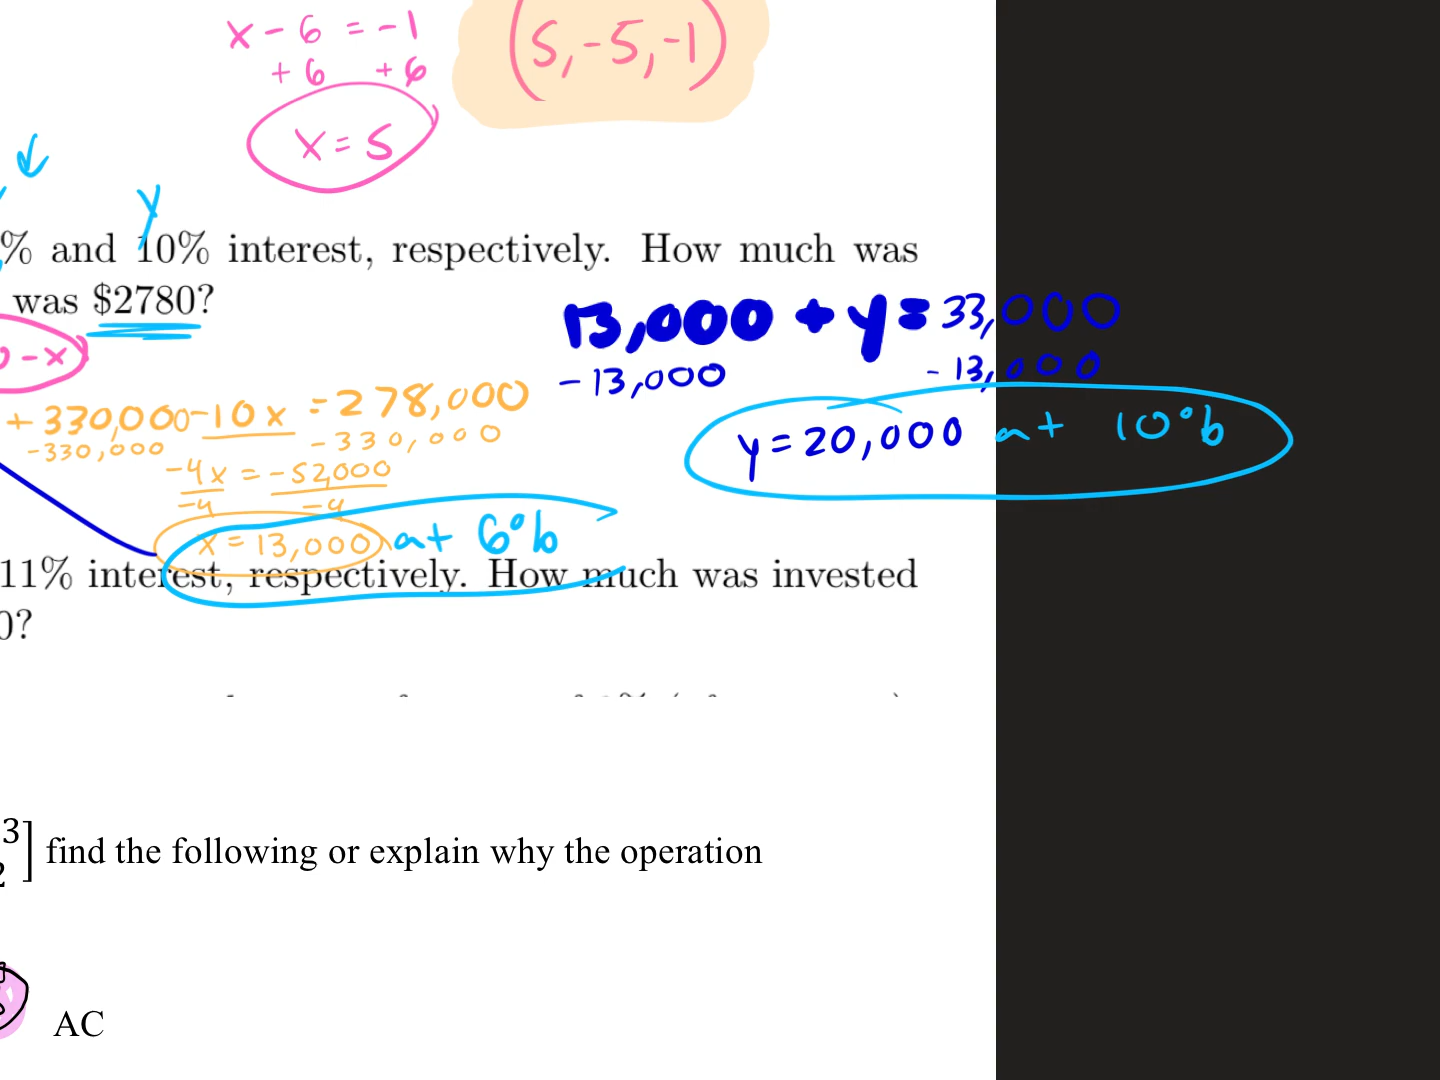 x - 6 = -1
+ 6 + 6
x = 5
(5, -5, -1)
y
% and 10% interest, respectively. How much was
was $2780?
- x)
13,000 + y = 33,000
-13,000 - 13,000
+ 330,000 - 10x = 278,000
-330,000 -330,000
y = 20,000 at 10%
-4x = -52,000
-4 -4
x = 13,000 at 6%
11% interest, respectively. How much was invested
0?
3
2
] find the following or explain why the operation
AC